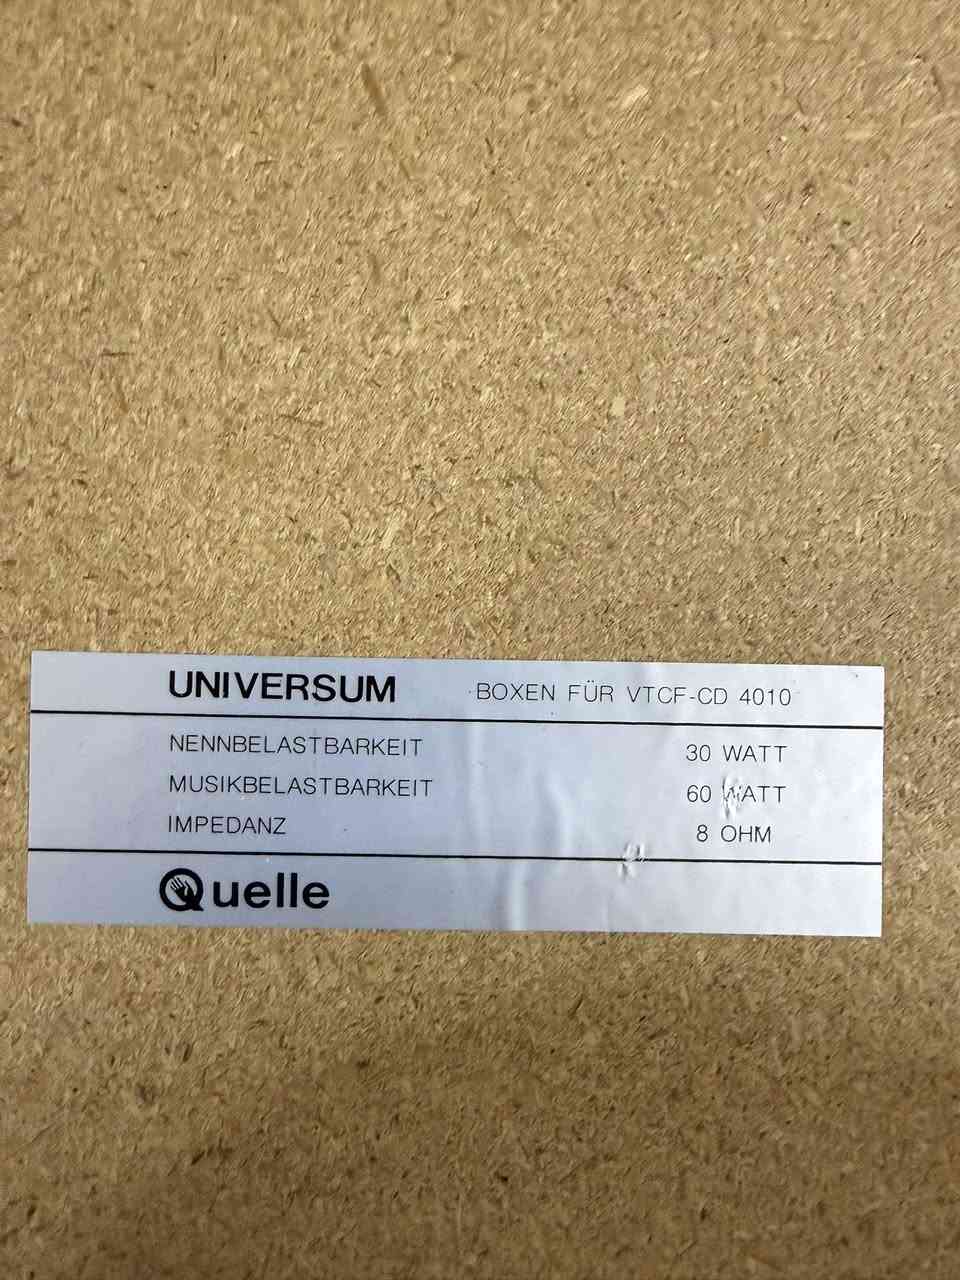 UNIVERSUM BOXEN FÜR VTCF-CD 4010
NENNBELASTBARKEIT 30 WATT
MUSIKBELASTBARKEIT 60 WATT
IMPEDANZ 8 OHM
Quelle